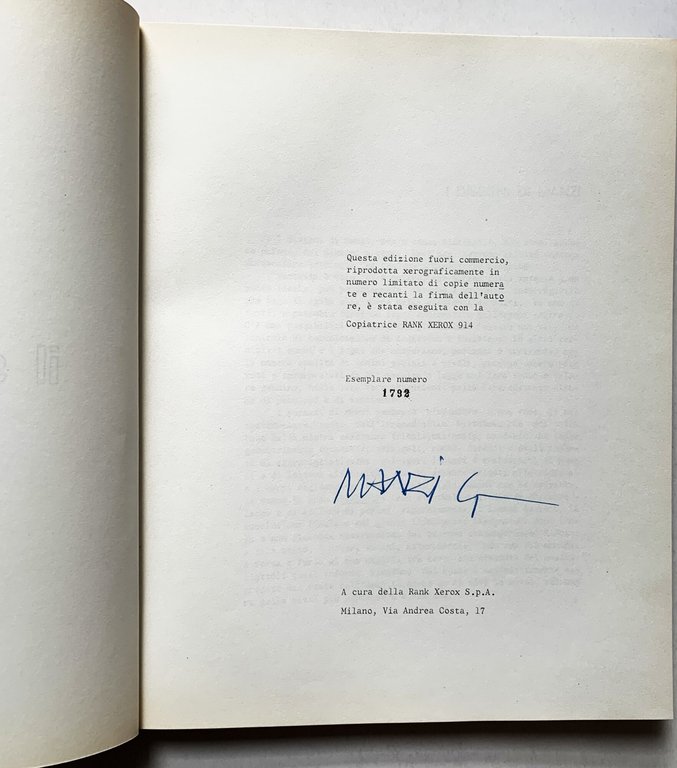 Questa edizione fuori commercio,
riprodotta xerograficamente in
numero limitato di copie numera
te e recanti la firma dell'auto
re, è stata eseguita con la
Copiatrice RANK XEROX 914
Esemplare numero
1792
A cura della Rank Xerox S.p.A.
Milano, Via Andrea Costa, 17